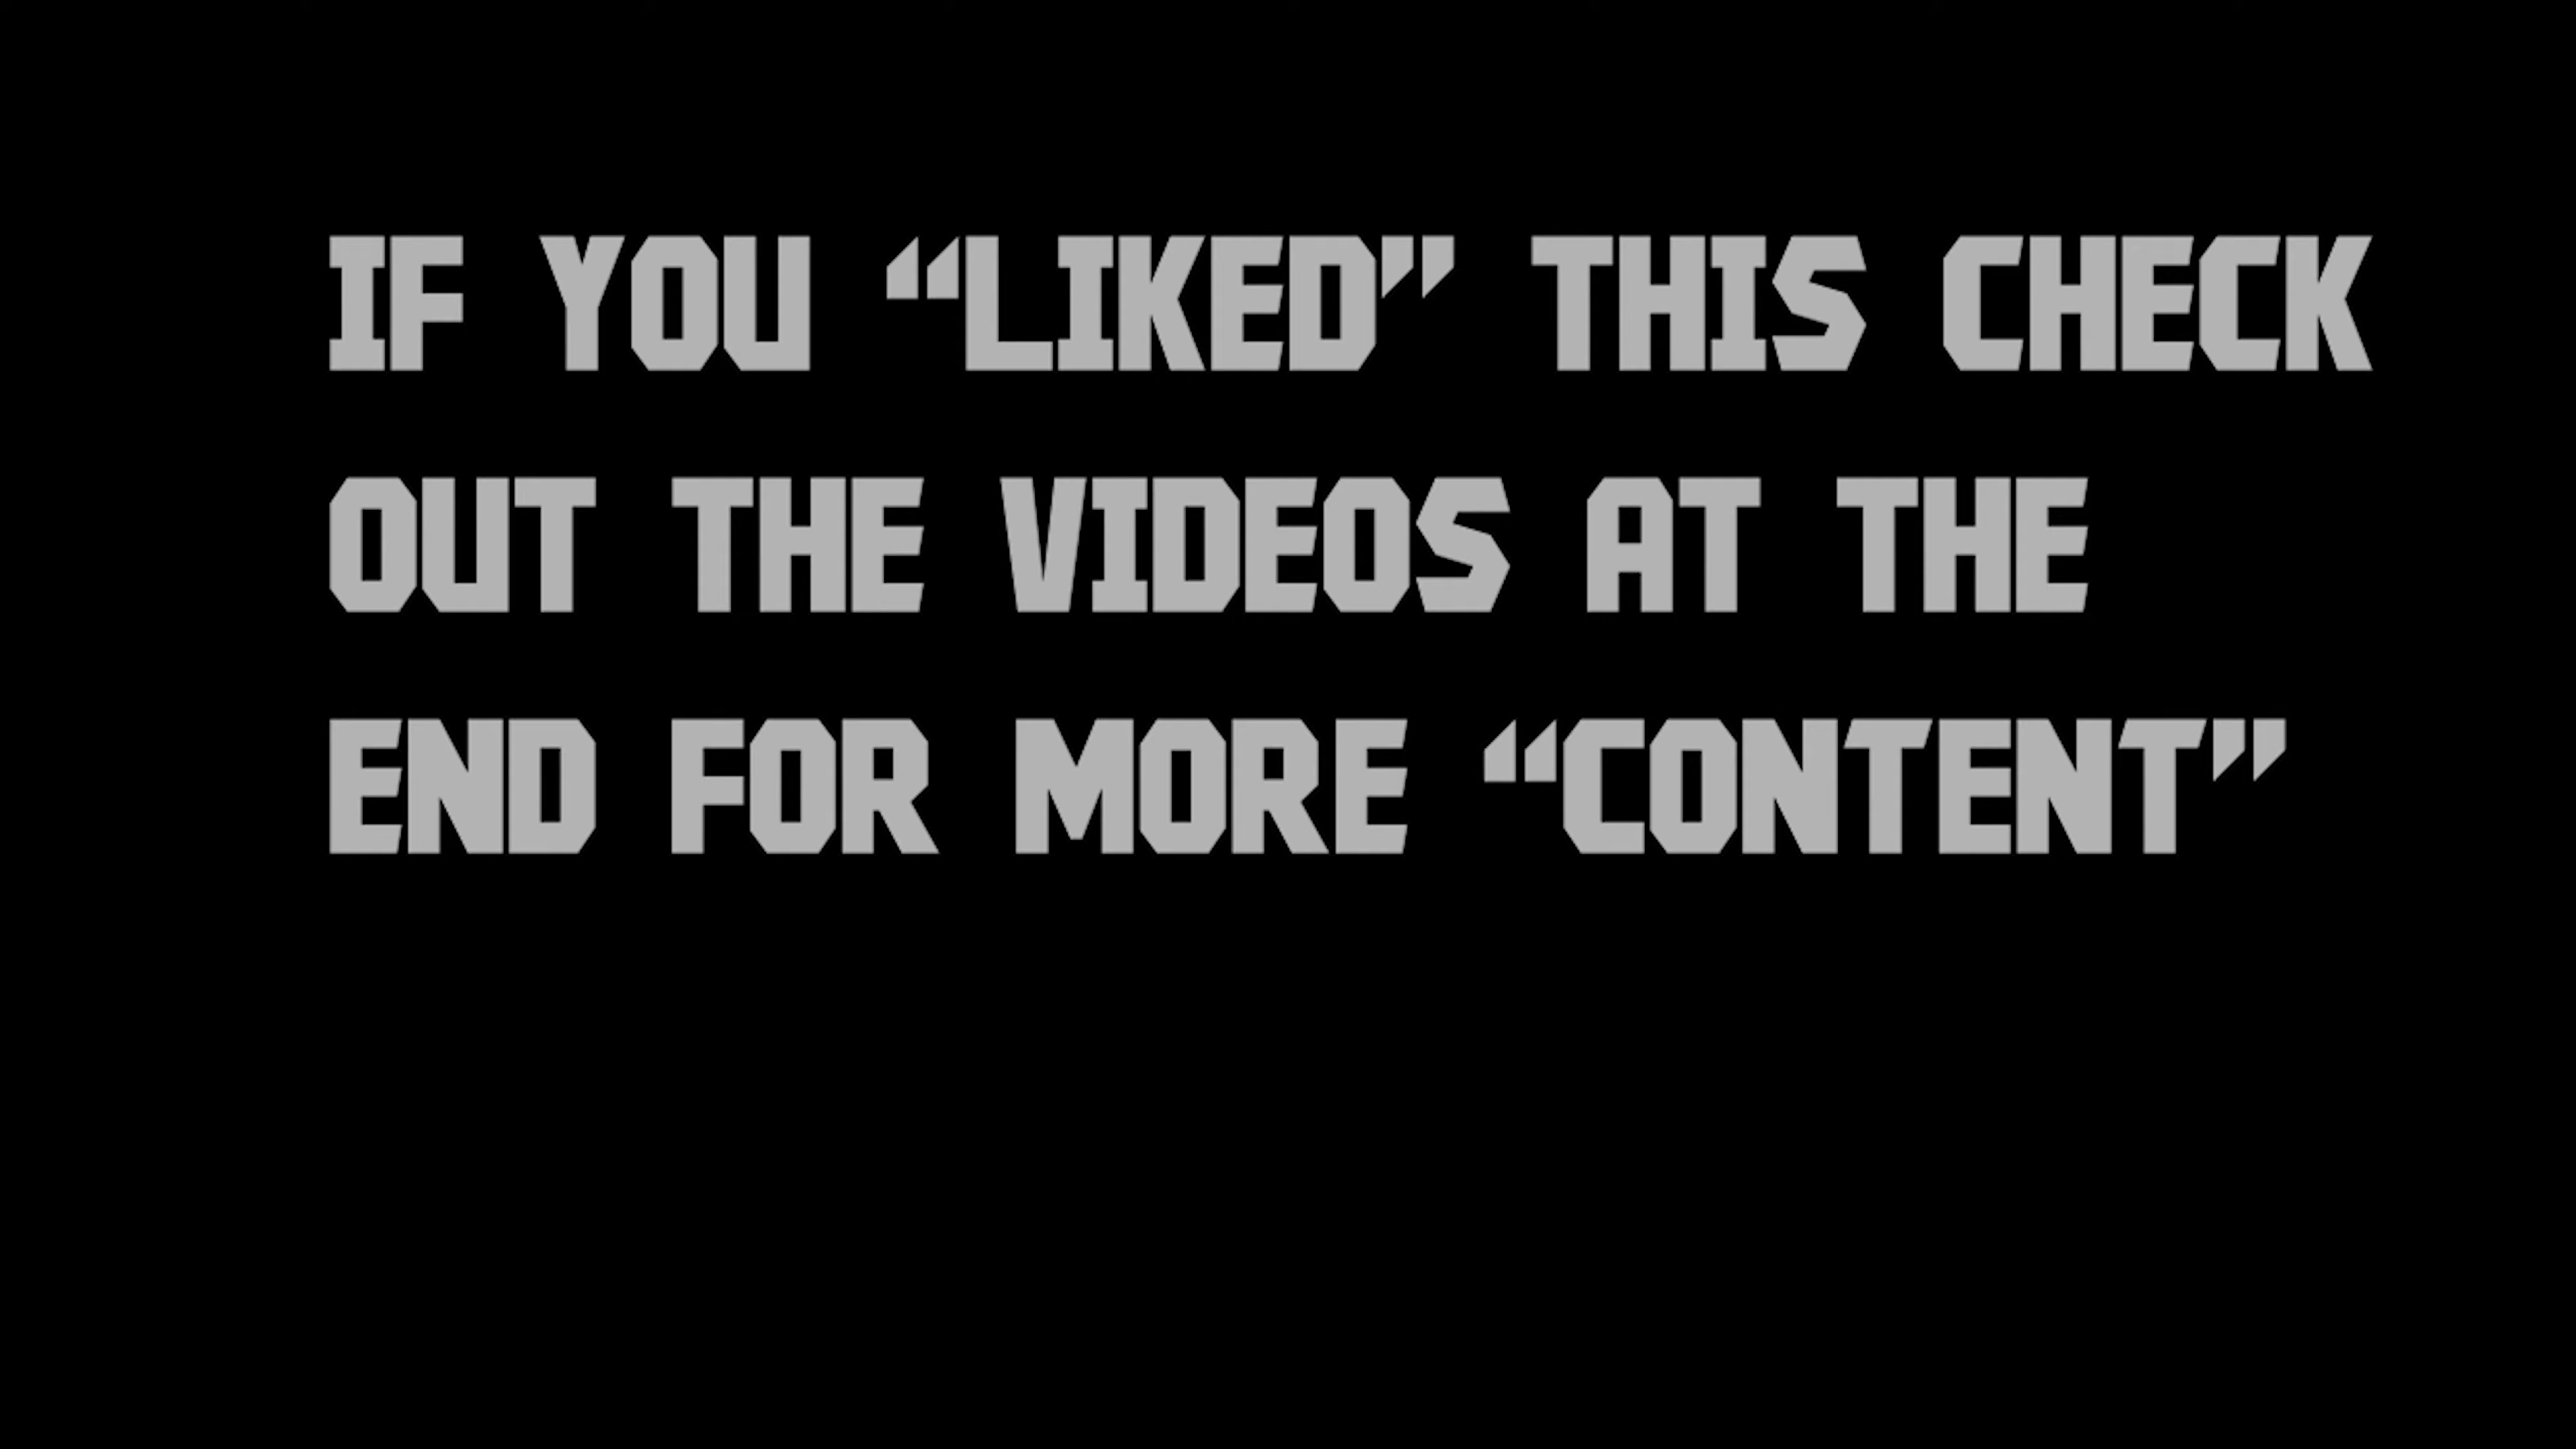 IF YOU “LIKED” THIS CHECK
OUT THE VIDEOS AT THE
END FOR MORE “CONTENT”